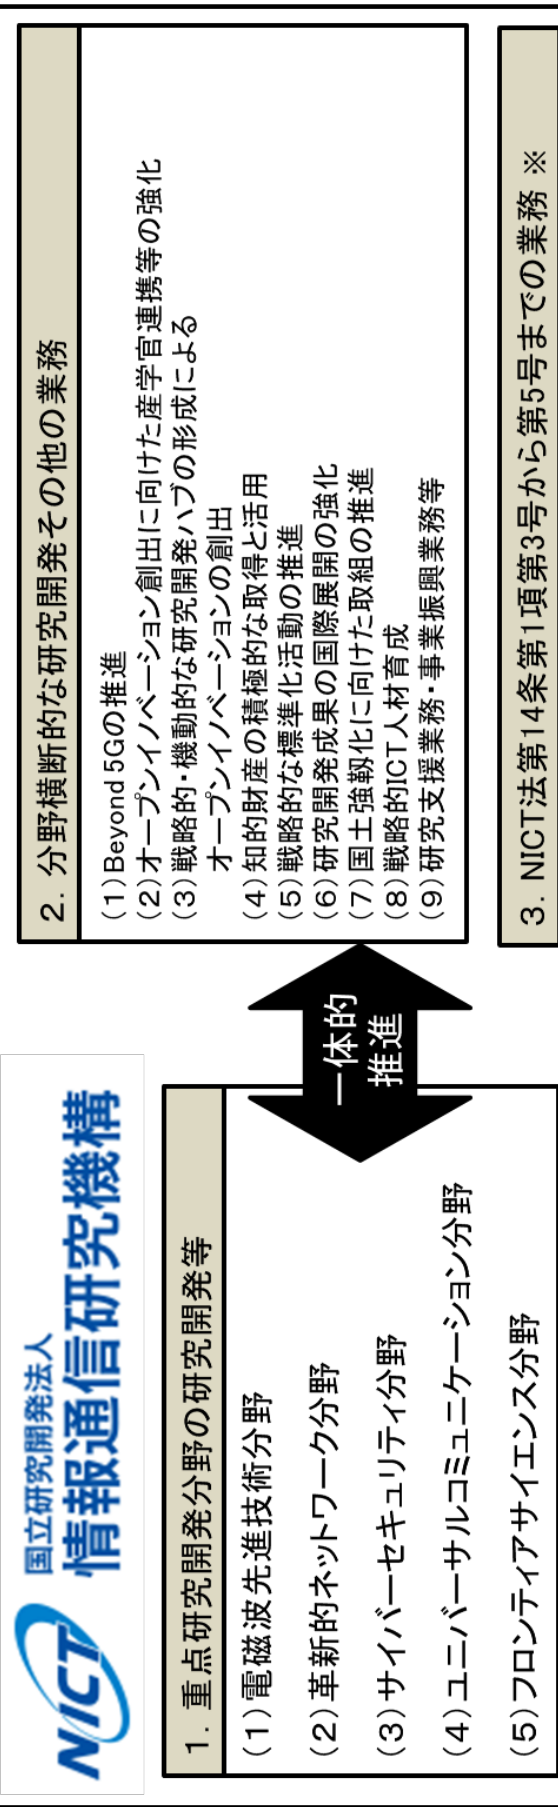 NICT
国立研究開発法人
情報通信研究機構
1. 重点研究開発分野の研究開発等
(1)電磁波先進技術分野
(2)革新的ネットワーク分野
(3)サイバーセキュリティ分野
(4)ユニバーサルコミュニケーション分野
(5)フロンティアサイエンス分野
一体的
推進
2. 分野横断的な研究開発その他の業務
(1)Beyond 5Gの推進
(2)オープンイノベーション創出に向けた産学官連携等の強化
(3)戦略的・機動的な研究開発ハブの形成による
オープンイノベーションの創出
(4)知的財産の積極的な取得と活用
(5)戦略的な標準化活動の推進
(6)研究開発成果の国際展開の強化
(7)国土強靱化に向けた取組の推進
(8)戦略的ICT人材育成
(9)研究支援業務・事業振興業務等
3. NICT法第14条第1項第3号から第5号までの業務 ※